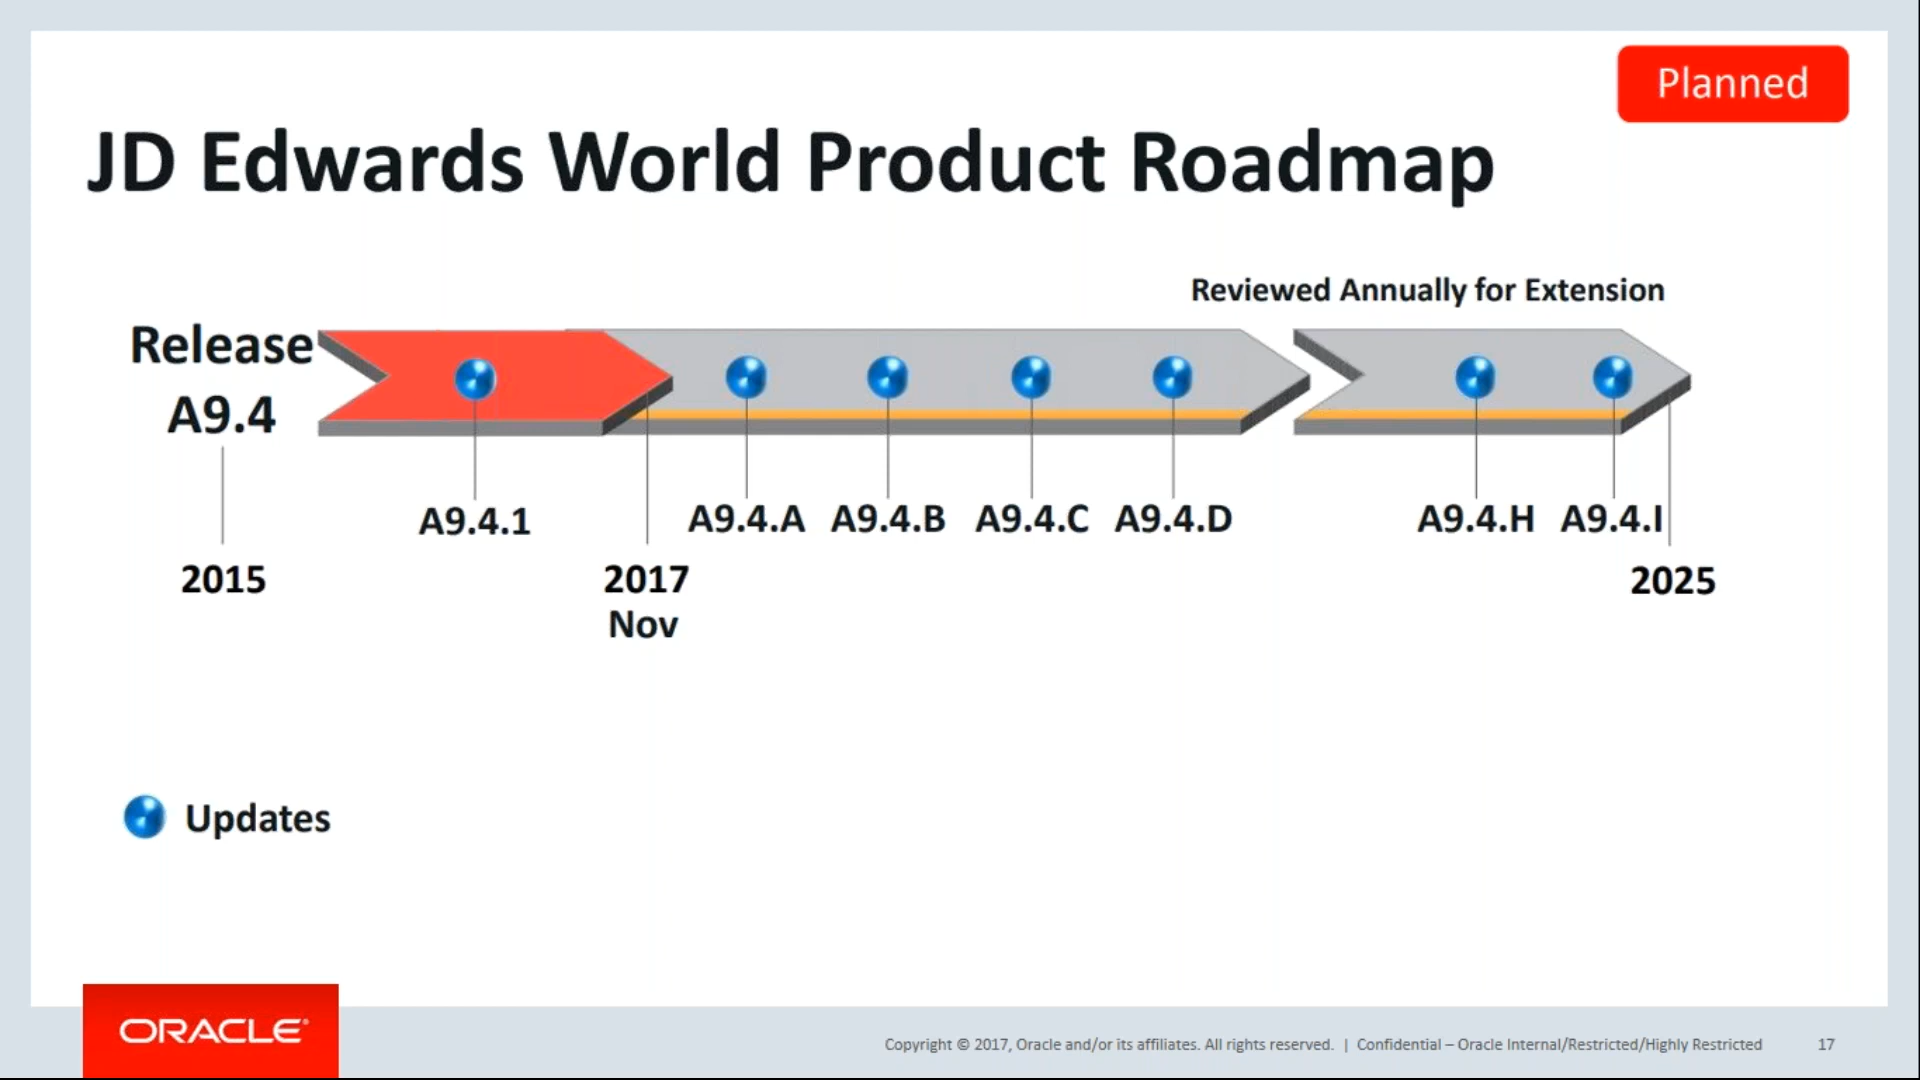 Planned
JD Edwards World Product Roadmap
Reviewed Annually for Extension
Release
A9.4
A9.4.1
A9.4.A A9.4.B A9.4.C A9.4.D A9.4.H A9.4.I
2015
2017
Nov
2025
Updates
ORACLE®
Copyright © 2017, Oracle and/or its affiliates. All rights reserved. | Confidential – Oracle Internal/Restricted/Highly Restricted 17